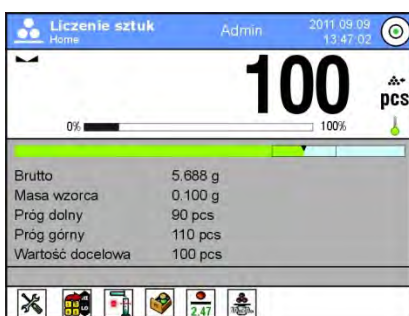 Liczenie sztuk Admin 2011.09.09
Home 13:47:02
100
pcs
0% 100%
Brutto 5.688 g
Masa wzorca 0.100 g
Próg dolny 90 pcs
Próg górny 110 pcs
Wartość docelowa 100 pcs
2.47